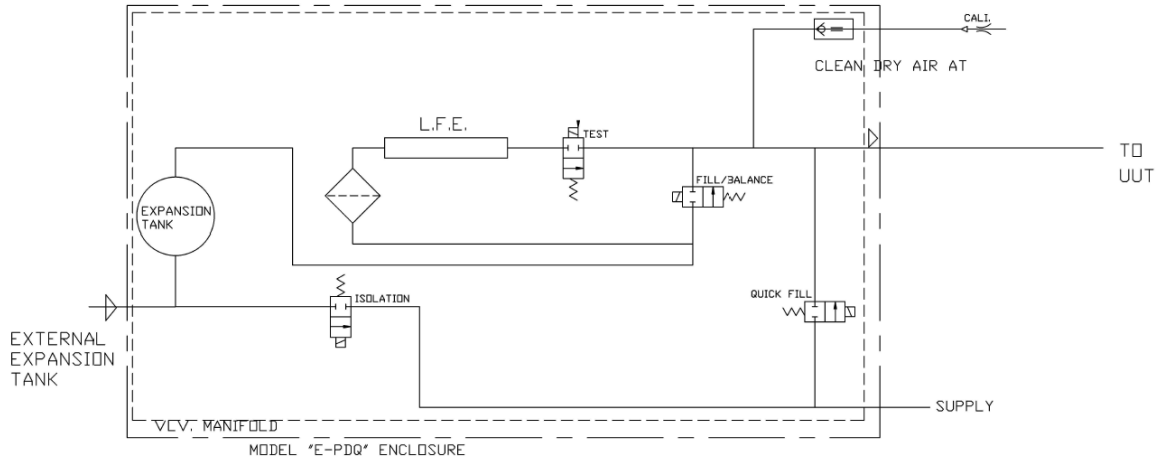 CALI.
CLEAN DRY AIR AT
L.F.E.
TEST
TO
UUT
FILL/BALANCE
EXPANSION
TANK
ISOLATION
QUICK FILL
EXTERNAL
EXPANSION
TANK
SUPPLY
VLV. MANIFOLD
MODEL "E-PDQ" ENCLOSURE